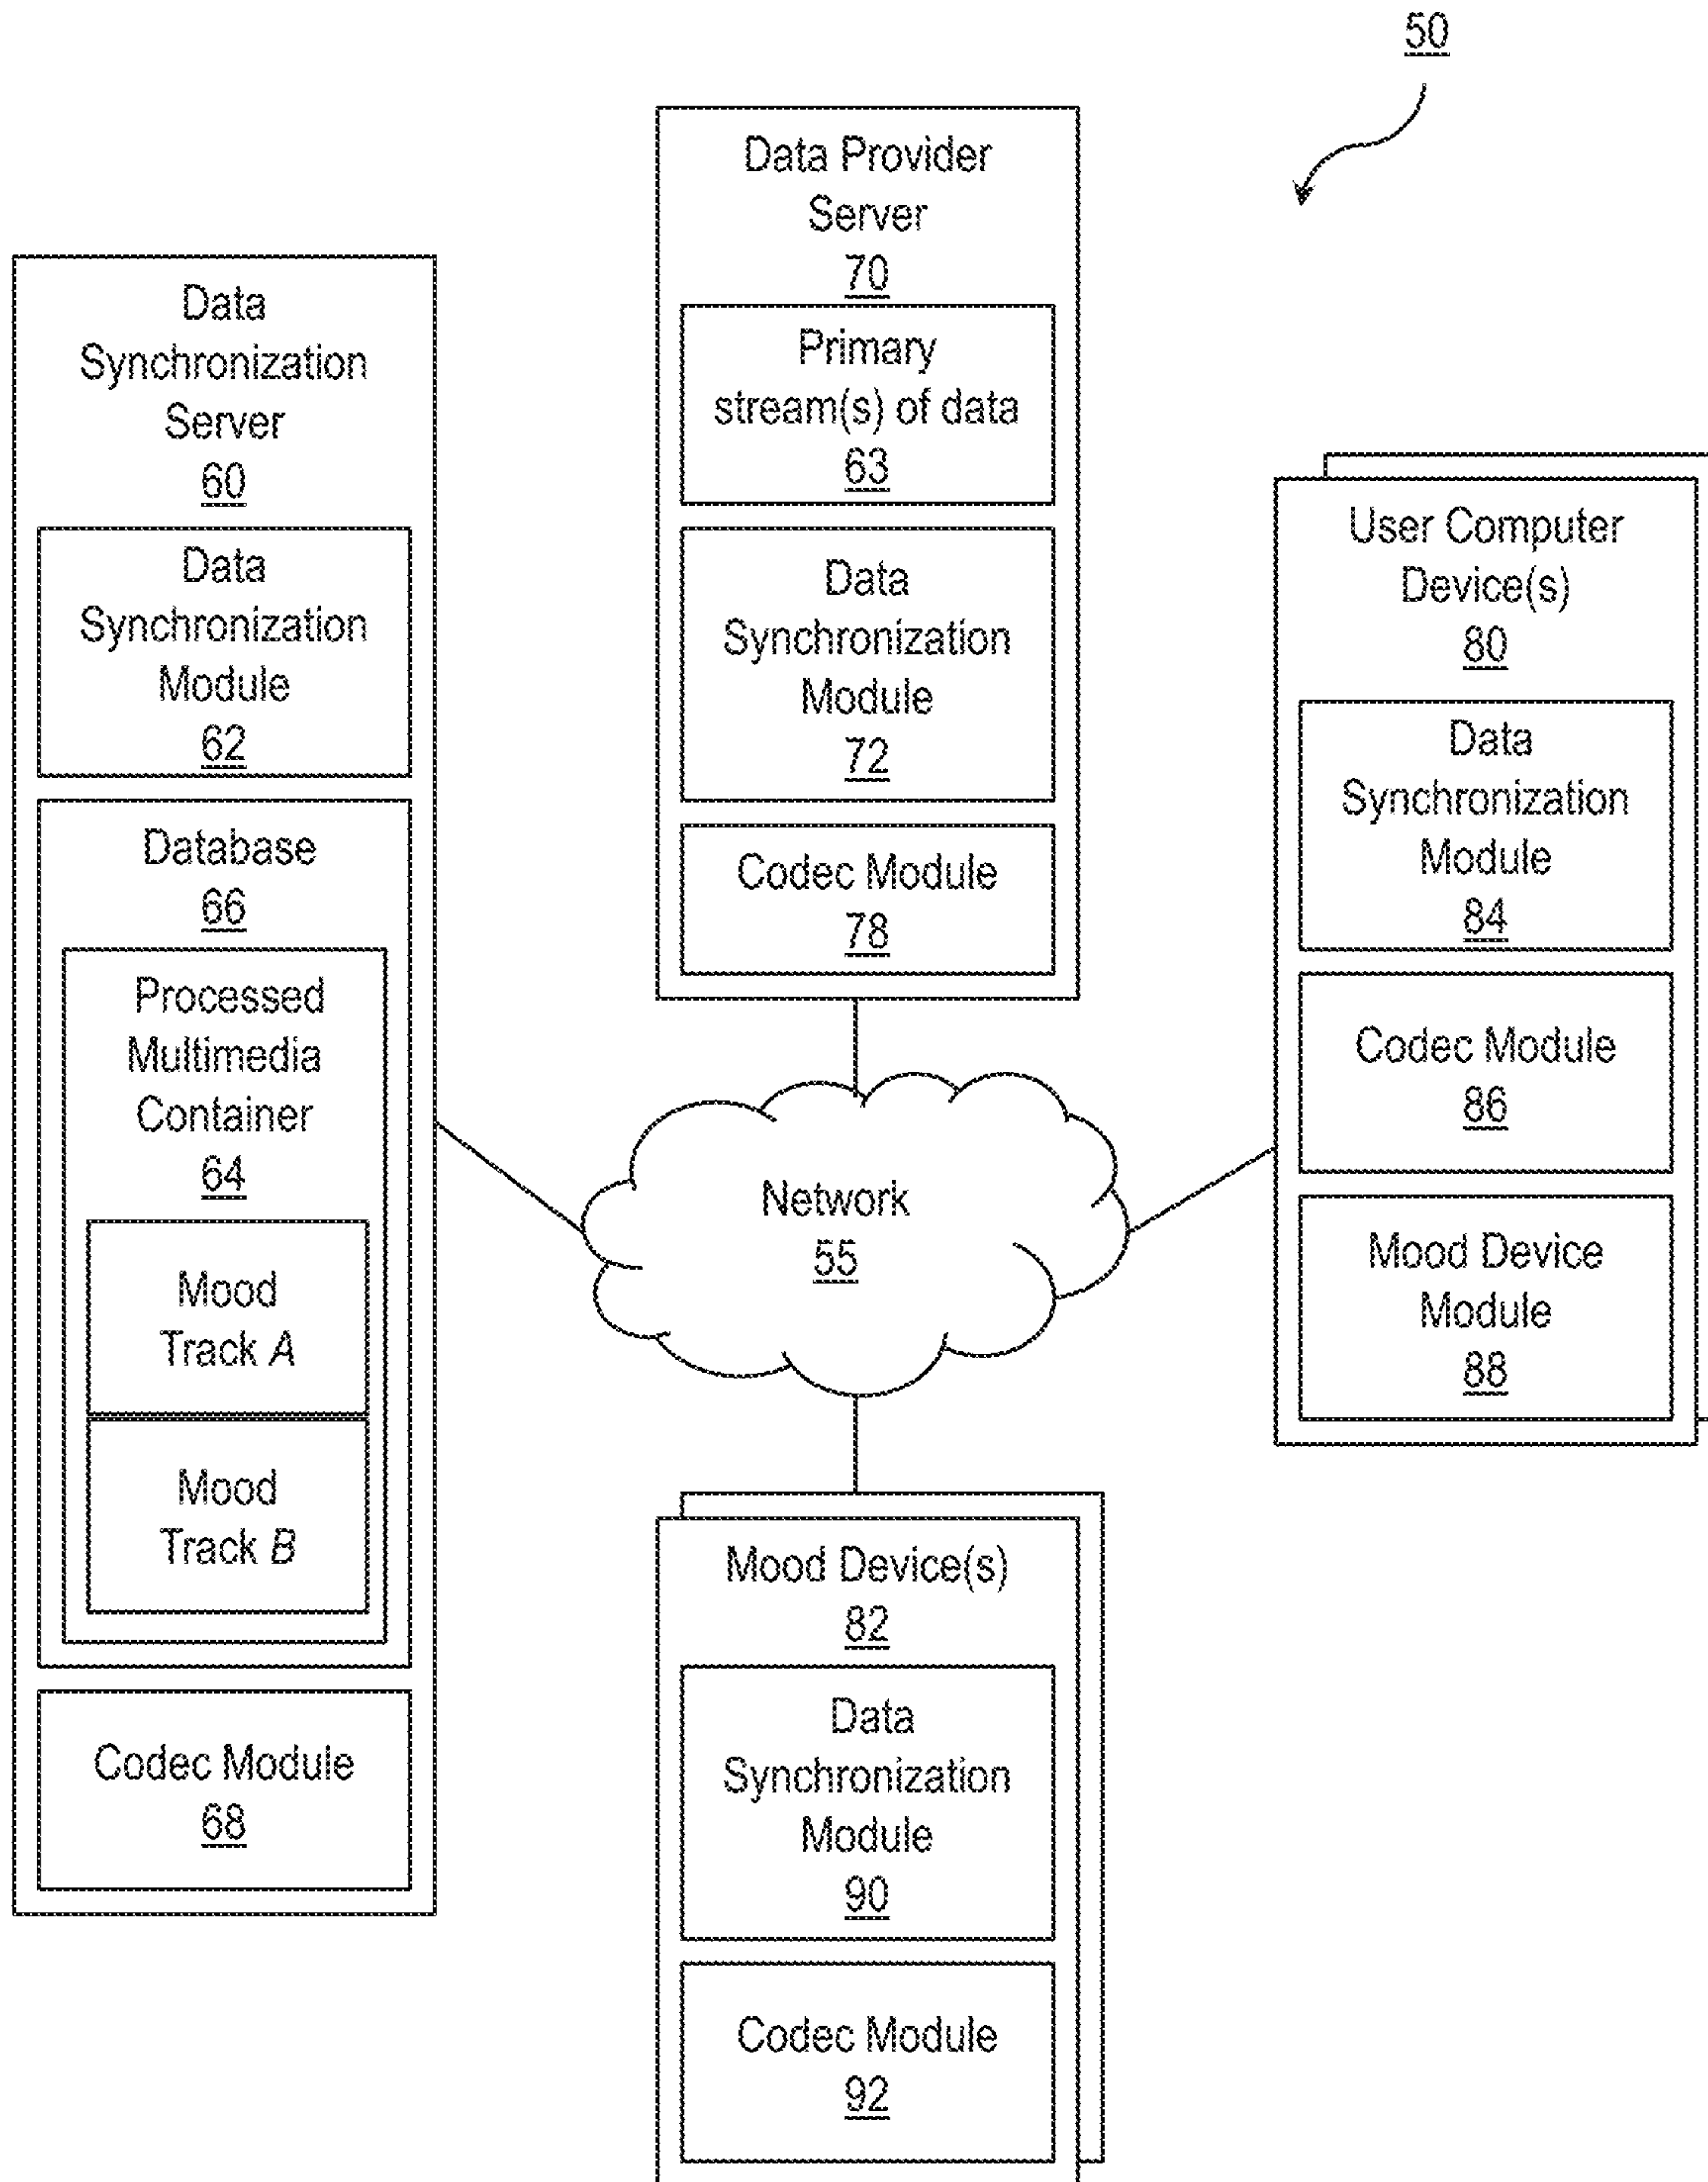 50
Data Provider
Server
70
Primary
stream(s) of data
63
Data
Synchronization
Module
72
Codec Module
78
Data
Synchronization
Server
60
Data
Synchronization
Module
62
Database
66
Processed
Multimedia
Container
64
Mood
Track A
Mood
Track B
Codec Module
68
Network
55
User Computer
Device(s)
80
Data
Synchronization
Module
84
Codec Module
86
Mood Device
Module
88
Mood Device(s)
82
Data
Synchronization
Module
90
Codec Module
92